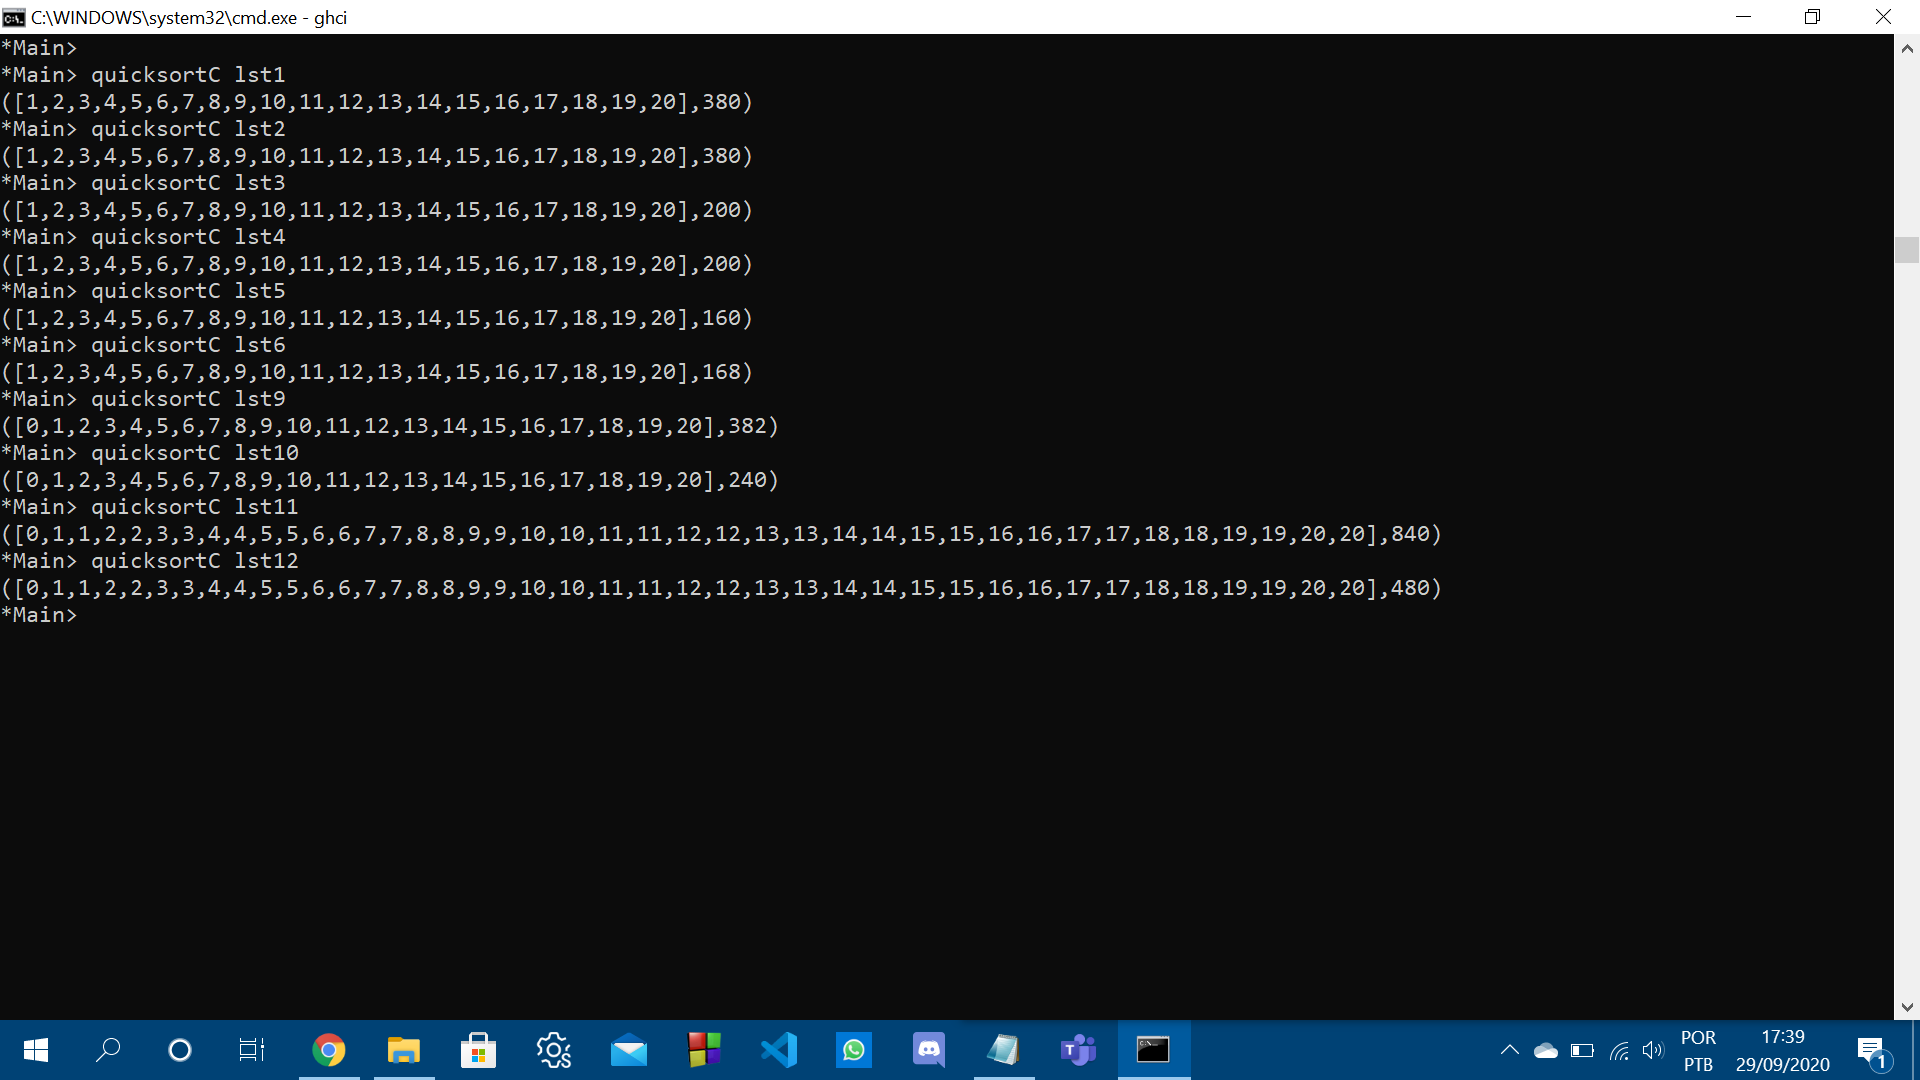 C:\WINDOWS\system32\cmd.exe - ghci
*Main>
*Main> quicksortC lst1
([1,2,3,4,5,6,7,8,9,10,11,12,13,14,15,16,17,18,19,20],380)
*Main> quicksortC lst2
([1,2,3,4,5,6,7,8,9,10,11,12,13,14,15,16,17,18,19,20],380)
*Main> quicksortC lst3
([1,2,3,4,5,6,7,8,9,10,11,12,13,14,15,16,17,18,19,20],200)
*Main> quicksortC lst4
([1,2,3,4,5,6,7,8,9,10,11,12,13,14,15,16,17,18,19,20],200)
*Main> quicksortC lst5
([1,2,3,4,5,6,7,8,9,10,11,12,13,14,15,16,17,18,19,20],160)
*Main> quicksortC lst6
([1,2,3,4,5,6,7,8,9,10,11,12,13,14,15,16,17,18,19,20],168)
*Main> quicksortC lst9
([0,1,2,3,4,5,6,7,8,9,10,11,12,13,14,15,16,17,18,19,20],382)
*Main> quicksortC lst10
([0,1,2,3,4,5,6,7,8,9,10,11,12,13,14,15,16,17,18,19,20],240)
*Main> quicksortC lst11
([0,1,1,2,2,3,3,4,4,5,5,6,6,7,7,8,8,9,9,10,10,11,11,12,12,13,13,14,14,15,15,16,16,17,17,18,18,19,19,20,20],840)
*Main> quicksortC lst12
([0,1,1,2,2,3,3,4,4,5,5,6,6,7,7,8,8,9,9,10,10,11,11,12,12,13,13,14,14,15,15,16,16,17,17,18,18,19,19,20,20],480)
*Main>
POR
PTB
17:39
29/09/2020
1